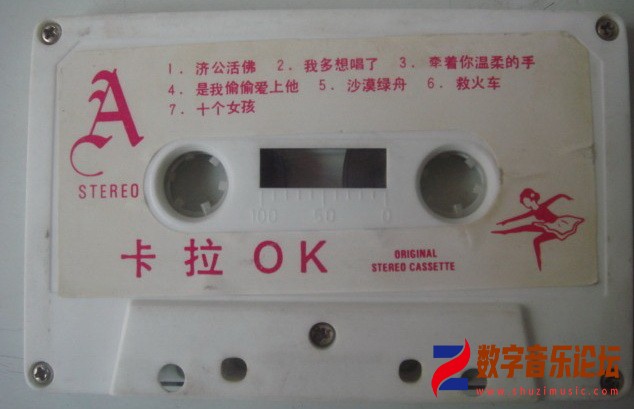 1．济公活佛 2．我多想唱了 3．牵着你温柔的手
4．是我偷偷爱上他 5．沙漠绿舟 6．救火车
7．十个女孩
A
STEREO
100 50 0
卡拉OK
ORIGINAL
STEREO CASSETTE
数字音乐论坛
www.shuzimusic.com